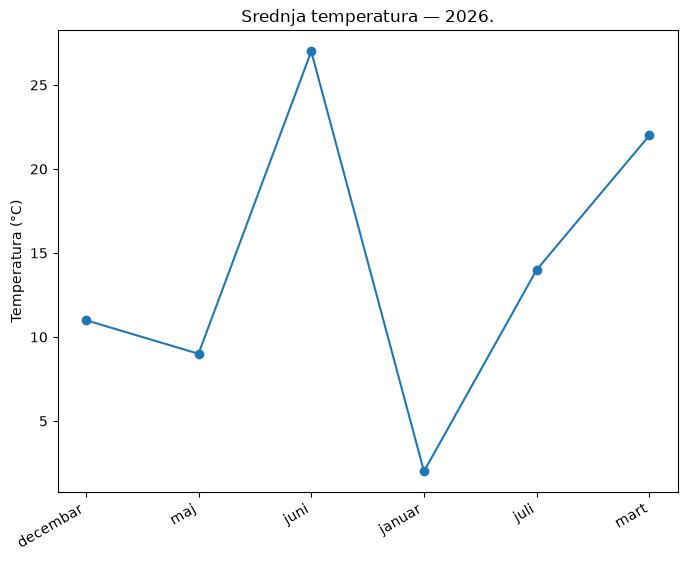 Srednja temperatura — 2026.
Temperatura (°C)
25
20
15
10
5
decembar
maj
juni
januar
juli
mart